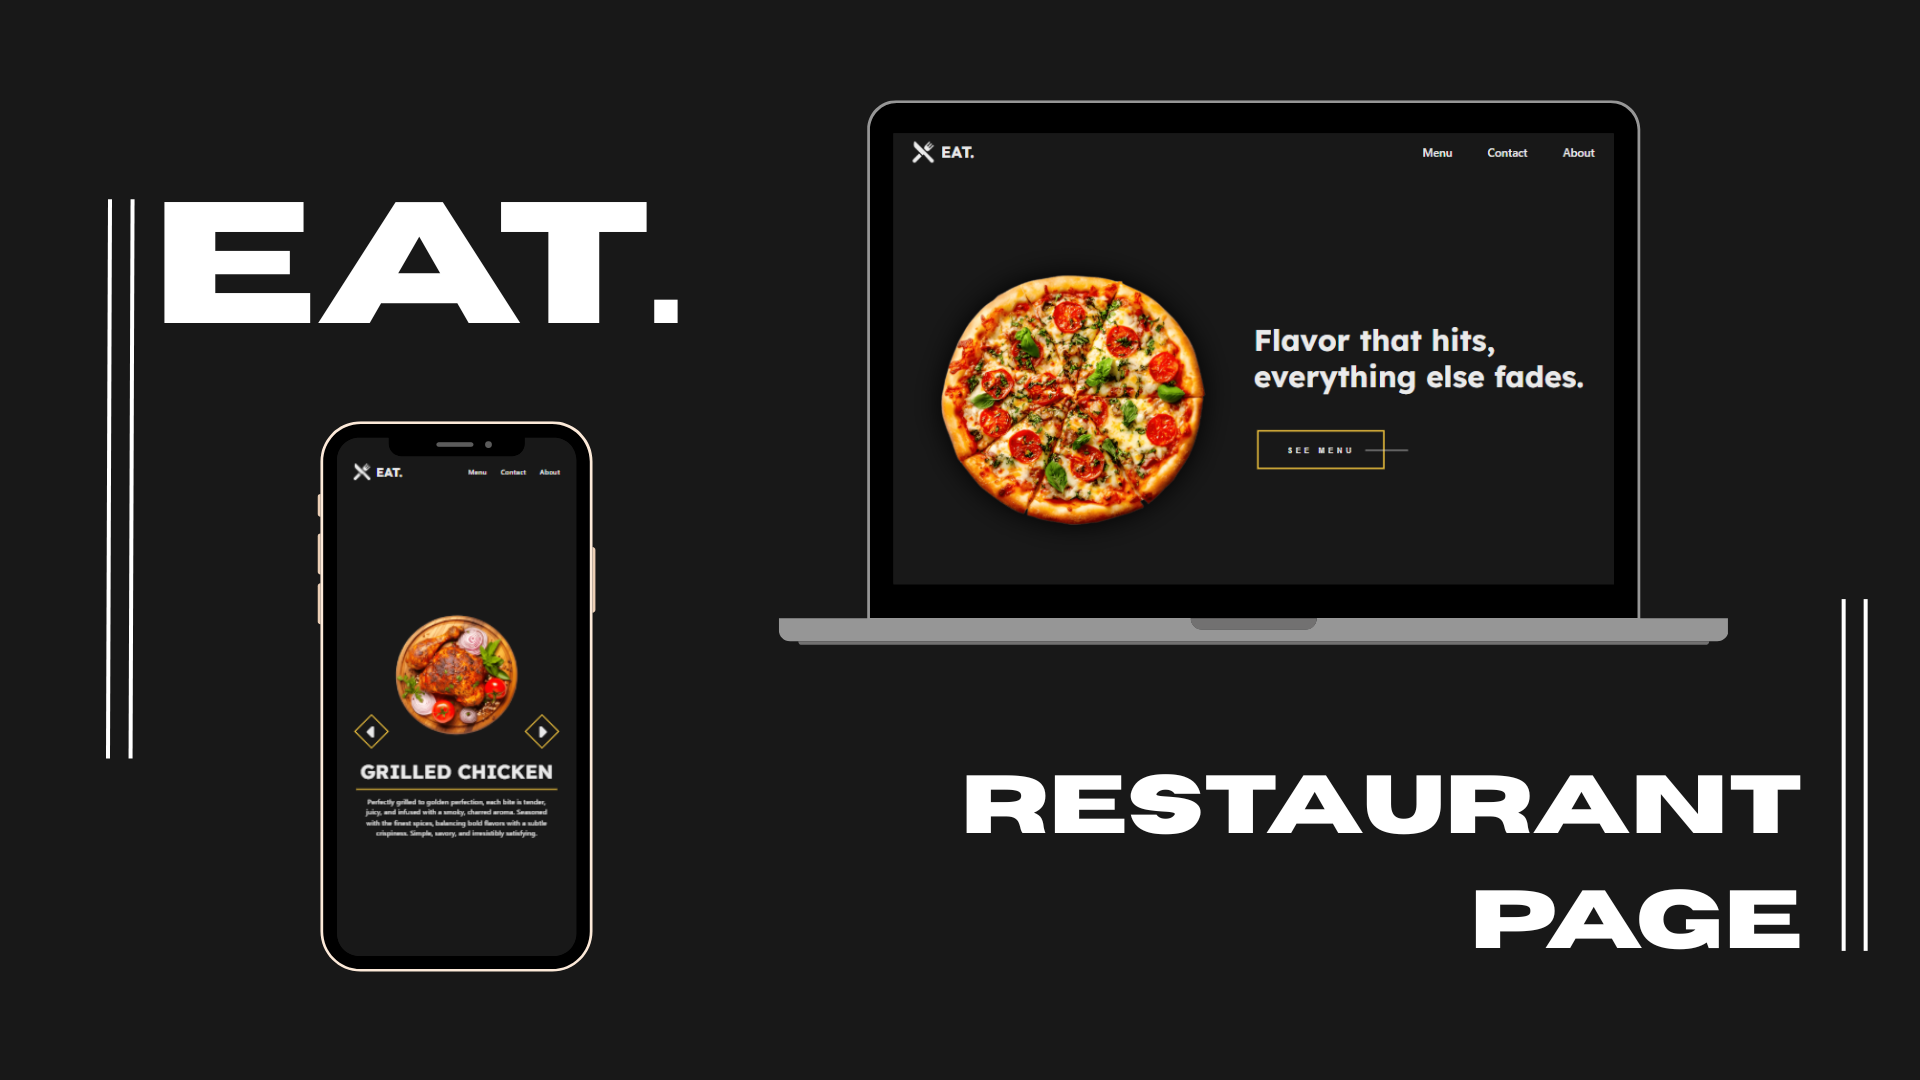 EAT.
EAT.
Menu Contact About
Flavor that hits,
everything else fades.
SEE MENU
EAT.
Menu Contact About
GRILLED CHICKEN
Perfectly grilled to golden perfection, each bite is tender,
juicy, and infused with a smoky, charred aroma. Seasoned
with the finest spices, balancing bold flavors with a subtle
crispiness. Simple, savory, and irresistibly satisfying.
RESTAURANT
PAGE